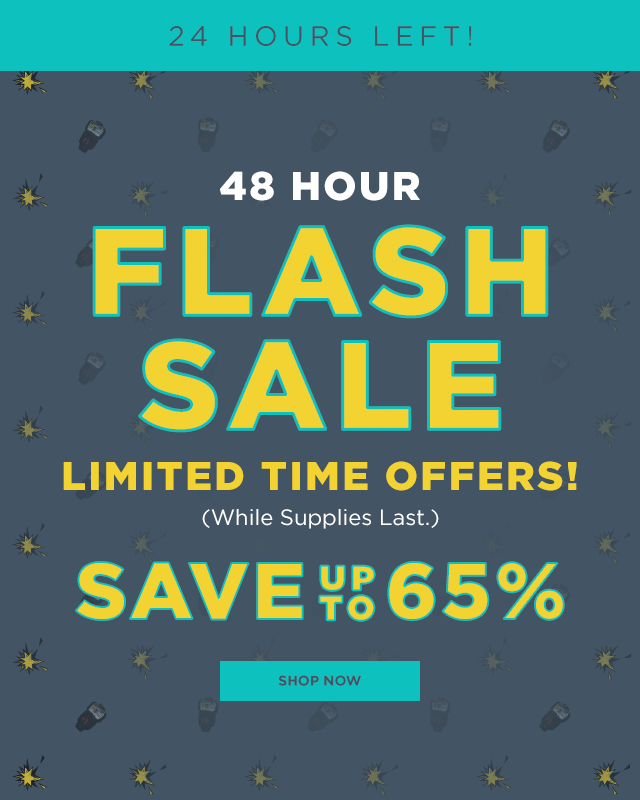 24 HOURS LEFT!
48 HOUR
FLASH
SALE
LIMITED TIME OFFERS!
(While Supplies Last.)
SAVE UP TO 65%
SHOP NOW